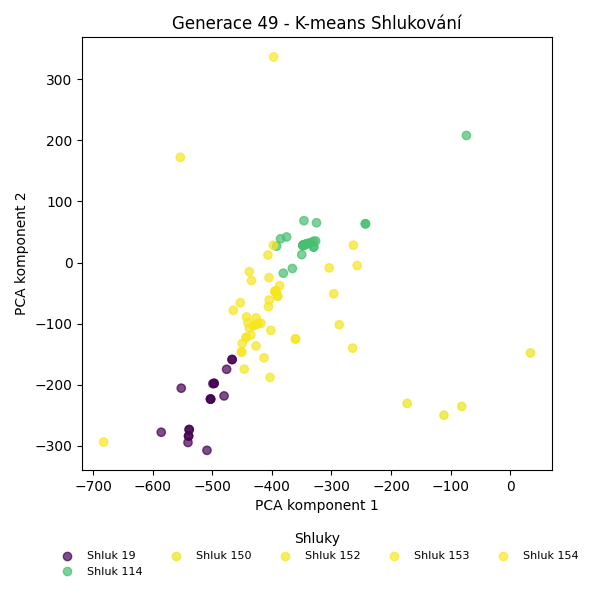 Generace 49 - K-means Shlukování
300
200
100
0
−100
−200
−300
PCA komponent 2
−700
−600
−500
−400
−300
−200
−100
0
PCA komponent 1
Shluky
Shluk 19
Shluk 150
Shluk 152
Shluk 153
Shluk 154
Shluk 114